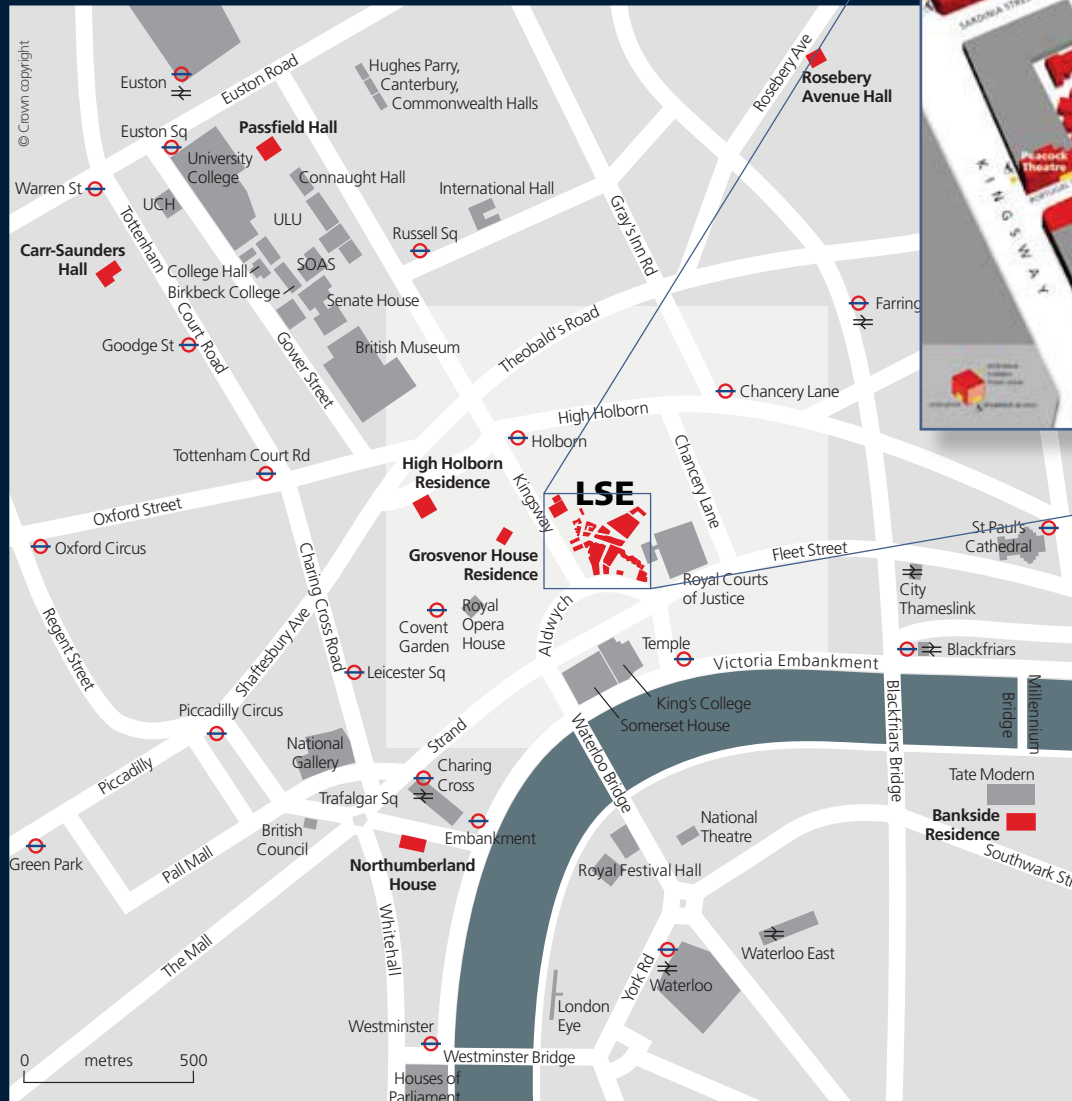 © Crown copyright
Euston
Euston Road
Hughes Parry,
Canterbury,
Commonwealth Halls
Rosebery Ave
Rosebery
Avenue Hall
SARDINIA STREE
Peacock
Theatre
PORTUGAL
KINGSWAY
Euston Sq
Passfield Hall
University
College
Connaught Hall
International Hall
Warren St
UCH
ULU
Tottenham
Court Road
Gray's Inn Rd
Russell Sq
Carr-Saunders
Hall
College Hall
SOAS
Birkbeck College
Senate House
Farring
Goodge St
Gower Street
British Museum
Theobald's Road
Chancery Lane
High Holborn
Holborn
Tottenham Court Rd
High Holborn
Residence
Kingsway
LSE
Chancery Lane
Oxford Street
Oxford Circus
Grosvenor House
Residence
Fleet Street
St Paul's
Cathedral
Royal Courts
of Justice
City
Thameslink
Charing Cross Road
Covent
Garden
Royal
Opera
House
Aldwych
Temple
Victoria Embankment
Blackfriars
Regent Street
Shaftesbury Ave
Leicester Sq
King's College
Somerset House
Blackfriars Bridge
Millennium
Bridge
Piccadilly Circus
National
Gallery
Strand
Waterloo Bridge
Piccadilly
Charing
Cross
Trafalgar Sq
Tate Modern
Bankside
Residence
British
Council
Embankment
National
Theatre
Green Park
Pall Mall
Northumberland
House
Royal Festival Hall
Southwark Str
Whitehall
The Mall
York Rd
Waterloo East
Waterloo
London
Eye
Westminster
Westminster Bridge
Houses of
Parliament
0 metres 500